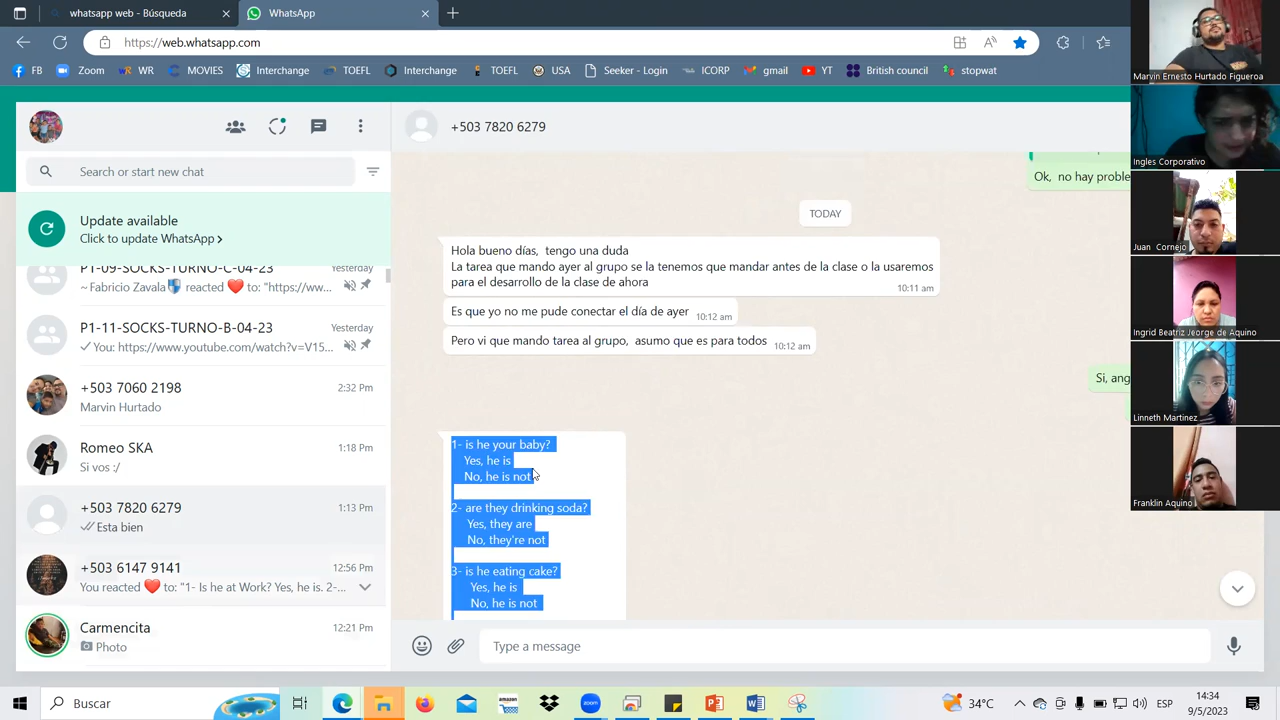 whatsapp web - Búsqueda
WhatsApp
https://web.whatsapp.com
FB
Zoom
WR
MOVIES
Interchange
TOEFL
Interchange
TOEFL
USA
Seeker - Login
ICORP
gmail
YT
British council
stopwat
+503 7820 6279
Search or start new chat
Update available
Click to update WhatsApp
P1-09-SOCKS-TURNO-C-04-23
Yesterday
~ Fabricio Zavala reacted to: "https://ww...
P1-11-SOCKS-TURNO-B-04-23
Yesterday
You: https://www.youtube.com/watch?v=V15...
+503 7060 2198
2:32 Pm
Marvin Hurtado
Romeo SKA
1:18 Pm
Si vos :/
+503 7820 6279
1:13 Pm
Esta bien
+503 6147 9141
12:56 Pm
You reacted to: "1- Is he at Work? Yes, he is. 2-...
Carmencita
12:21 Pm
Photo
Ok, no hay proble
TODAY
Hola bueno días, tengo una duda
La tarea que mando ayer al grupo se la tenemos que mandar antes de la clase o la usaremos
para el desarrollo de la clase de ahora
10:11 am
Es que yo no me pude conectar el día de ayer
10:12 am
Pero vi que mando tarea al grupo, asumo que es para todos
10:12 am
Si, ang
1- is he your baby?
Yes, he is
No, he is not
2- are they drinking soda?
Yes, they are
No, they're not
3- is he eating cake?
Yes, he is
No, he is not
Type a message
Marvin Ernesto Hurtado Figueroa
Ingles Corporativo
Juan Cornejo
Ingrid Beatriz Jeorge de Aquino
Linneth Martinez
Franklin Aquino
Buscar
34°C
ESP
14:34
9/5/2023